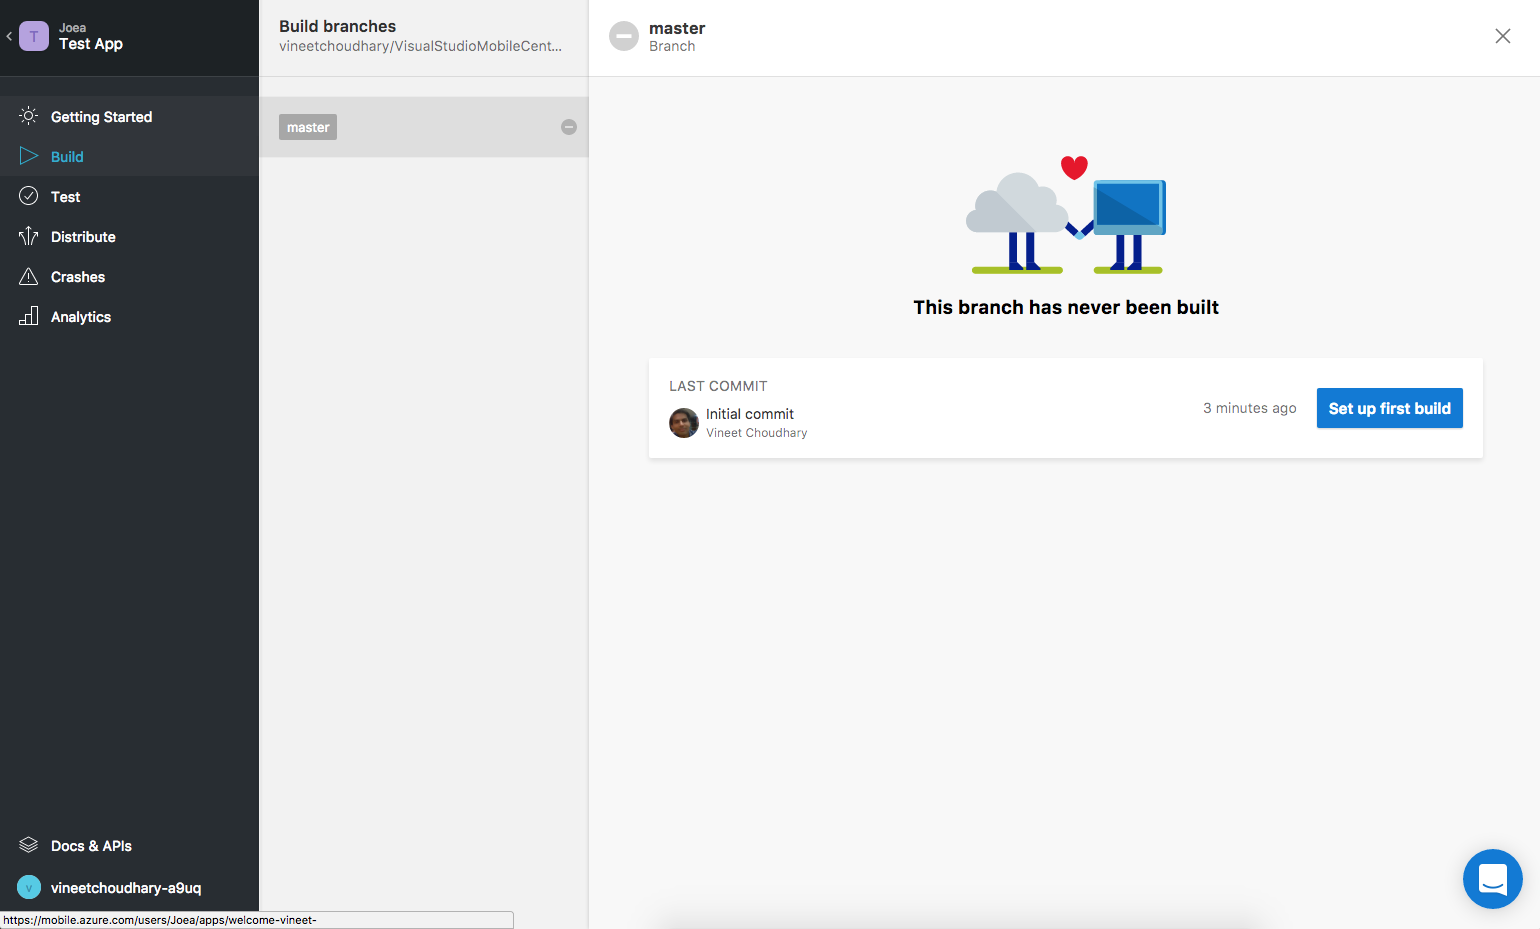 T
Joea
Test App
Getting Started
Build
Test
Distribute
Crashes
Analytics
Docs & APIs
v
vineetchoudhary-a9uq
https://mobile.azure.com/users/Joea/apps/welcome-vineet-
Build branches
vineetchoudhary/VisualStudioMobileCent...
master
master
Branch
This branch has never been built
LAST COMMIT
Initial commit
Vineet Choudhary
3 minutes ago
Set up first build